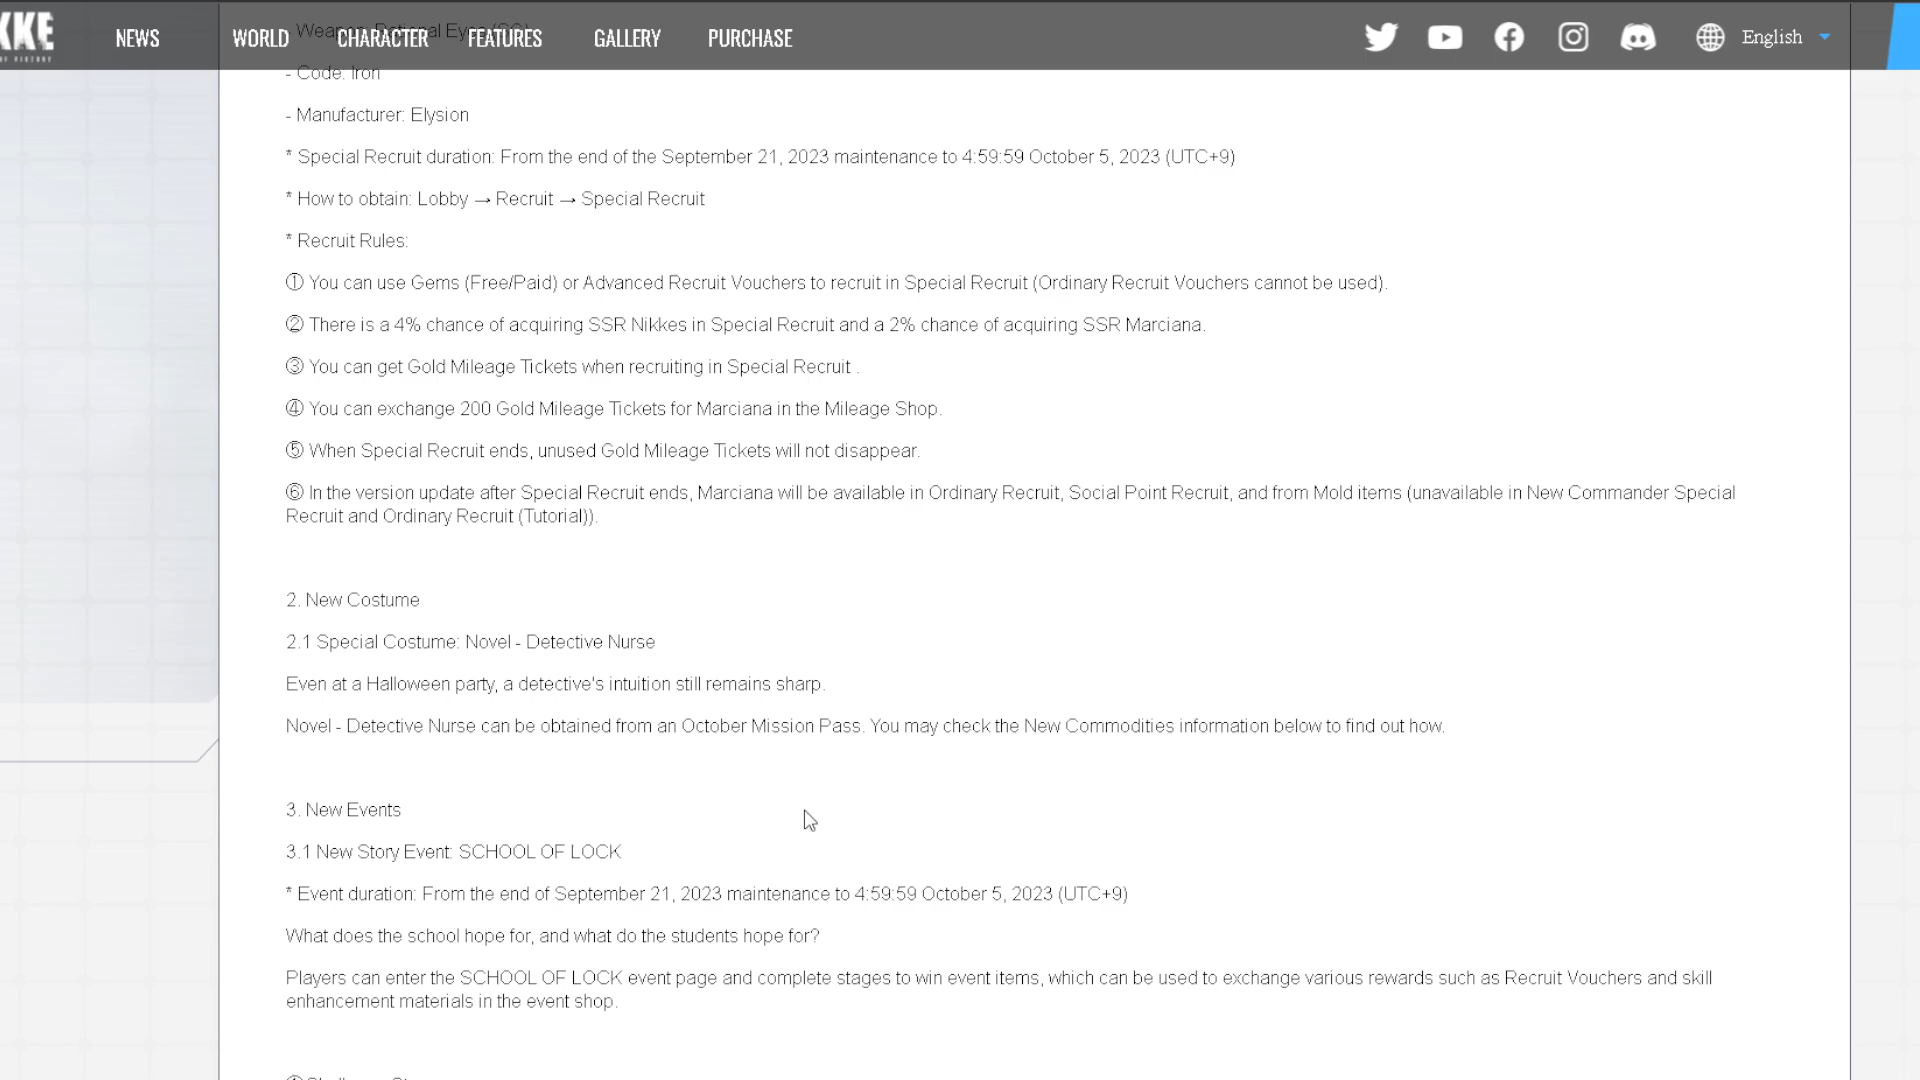 KKE
NEWS WORLD CHARACTER FEATURES GALLERY PURCHASE English
- Code: Iron
- Manufacturer: Elysion
* Special Recruit duration: From the end of the September 21, 2023 maintenance to 4:59:59 October 5, 2023 (UTC+9)
* How to obtain: Lobby → Recruit → Special Recruit
* Recruit Rules:
① You can use Gems (Free/Paid) or Advanced Recruit Vouchers to recruit in Special Recruit (Ordinary Recruit Vouchers cannot be used).
② There is a 4% chance of acquiring SSR Nikkes in Special Recruit and a 2% chance of acquiring SSR Marciana.
③ You can get Gold Mileage Tickets when recruiting in Special Recruit .
④ You can exchange 200 Gold Mileage Tickets for Marciana in the Mileage Shop.
⑤ When Special Recruit ends, unused Gold Mileage Tickets will not disappear.
⑥ In the version update after Special Recruit ends, Marciana will be available in Ordinary Recruit, Social Point Recruit, and from Mold items (unavailable in New Commander Special
Recruit and Ordinary Recruit (Tutorial)).
2. New Costume
2.1 Special Costume: Novel - Detective Nurse
Even at a Halloween party, a detective's intuition still remains sharp.
Novel - Detective Nurse can be obtained from an October Mission Pass. You may check the New Commodities information below to find out how.
3. New Events
3.1 New Story Event: SCHOOL OF LOCK
* Event duration: From the end of September 21, 2023 maintenance to 4:59:59 October 5, 2023 (UTC+9)
What does the school hope for, and what do the students hope for?
Players can enter the SCHOOL OF LOCK event page and complete stages to win event items, which can be used to exchange various rewards such as Recruit Vouchers and skill
enhancement materials in the event shop.